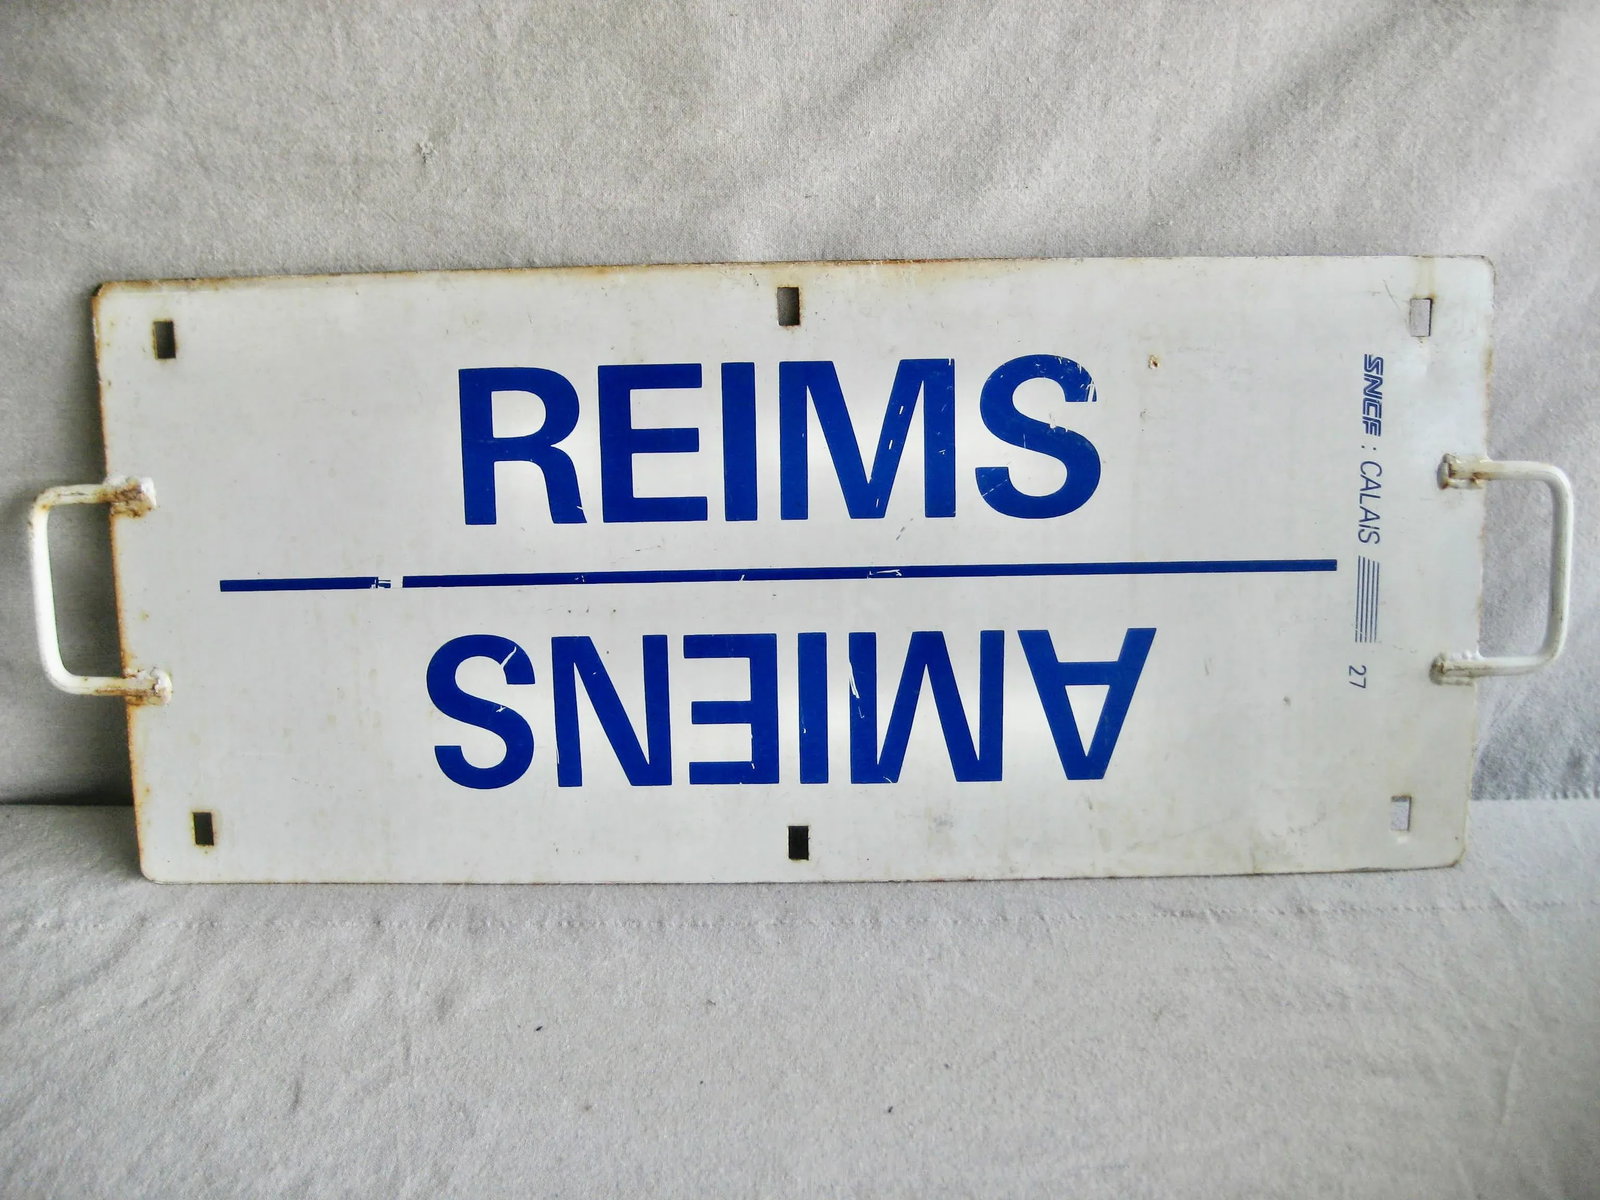 REIMS
AMIENS
SNCF : CALAIS 27